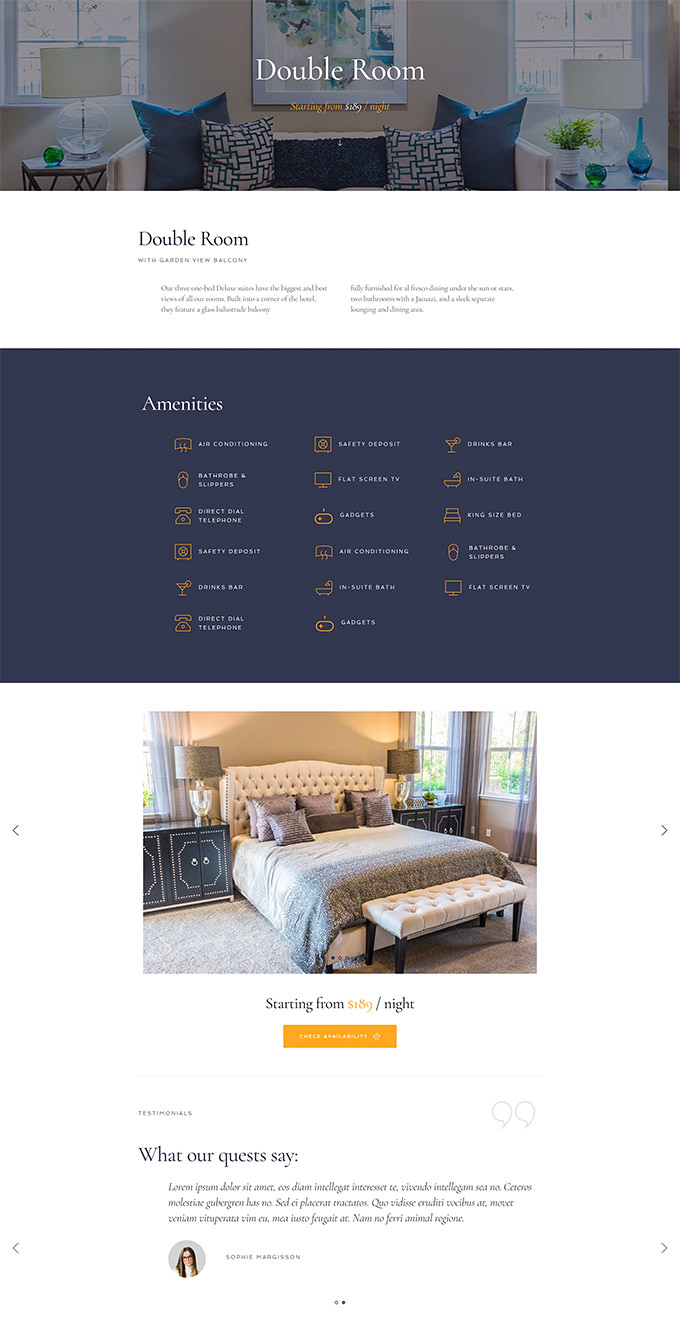 Double Room
Starting from $189 / night
Double Room
WITH GARDEN VIEW BALCONY
Our three one-bed Deluxe suites have the biggest and best
views of all our rooms. Built into a corner of the hotel,
they feature a glass balustrade balcony
fully furnished for al fresco dining under the sun or stars,
two bathrooms with a Jacuzzi, and a sleek separate
lounging and dining area.
Amenities
AIR CONDITIONING
SAFETY DEPOSIT
DRINKS BAR
BATHROBE &
SLIPPERS
FLAT SCREEN TV
IN-SUITE BATH
DIRECT DIAL
TELEPHONE
GADGETS
KING SIZE BED
SAFETY DEPOSIT
AIR CONDITIONING
BATHROBE &
SLIPPERS
DRINKS BAR
IN-SUITE BATH
FLAT SCREEN TV
DIRECT DIAL
TELEPHONE
GADGETS
Starting from $189 / night
CHECK AVAILABILITY
TESTIMONIALS
What our quests say:
Lorem ipsum dolor sit amet, eos diam intellegat interesset te, vivendo intellegam sea no. Ceteros
molestiae gubergren has no. Sed ei placerat tractatos. Quo vidisse eruditi vocibus at, movet
veniam vituperata vim eu, mea iusto feugait at. Nam no ferri animal regione.
SOPHIE MARGISSON